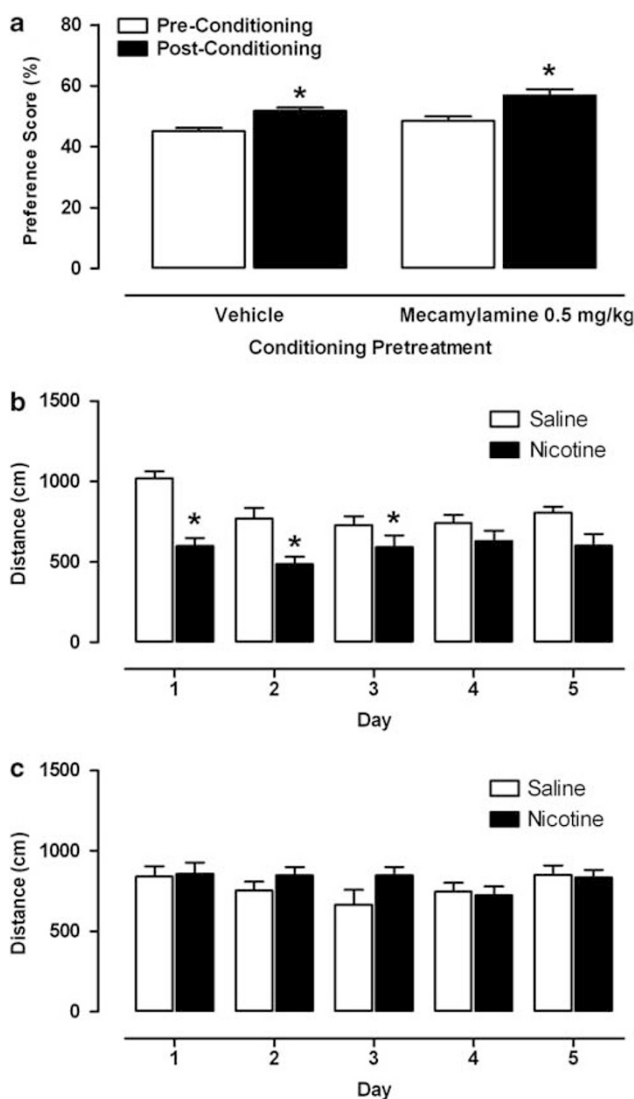 a
Pre-Conditioning
Post-Conditioning
Preference Score (%)
80
60
40
20
0
*
*
Vehicle Mecamylamine 0.5 mg/kg
Conditioning Pretreatment
b
Saline
Nicotine
Distance (cm)
1500
1000
500
0
* * *
1 2 3 4 5
Day
c
Saline
Nicotine
Distance (cm)
1500
1000
500
0
1 2 3 4 5
Day